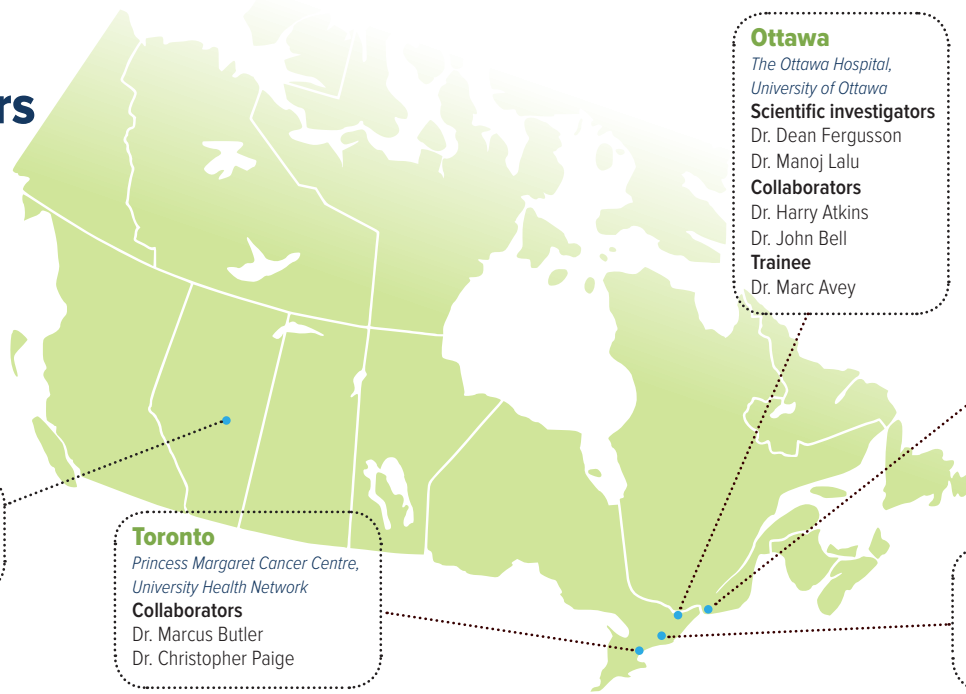 rs
Ottawa
The Ottawa Hospital,
University of Ottawa
Scientific investigators
Dr. Dean Fergusson
Dr. Manoj Lalu
Collaborators
Dr. Harry Atkins
Dr. John Bell
Trainee
Dr. Marc Avey
Toronto
Princess Margaret Cancer Centre,
University Health Network
Collaborators
Dr. Marcus Butler
Dr. Christopher Paige